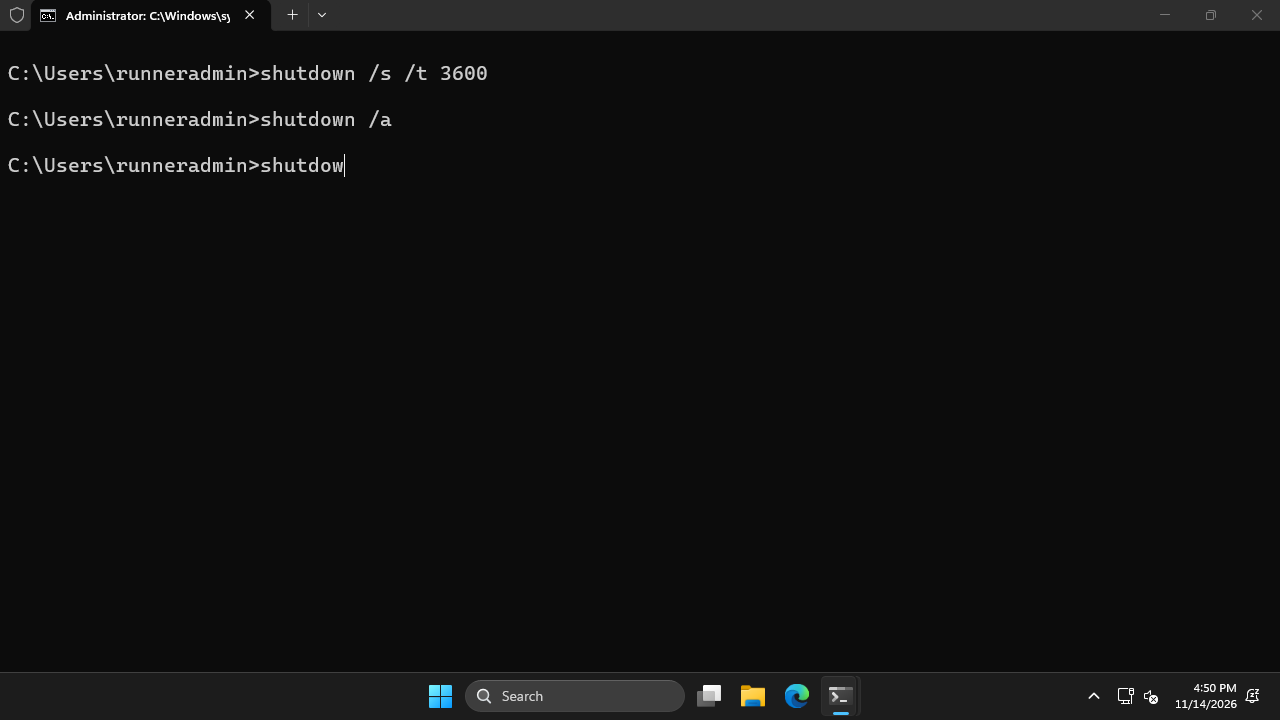 Administrator: C:\Windows\sy
C:\Users\runneradmin>shutdown /s /t 3600
C:\Users\runneradmin>shutdown /a
C:\Users\runneradmin>shutdow
Search
4:50 PM
11/14/2026